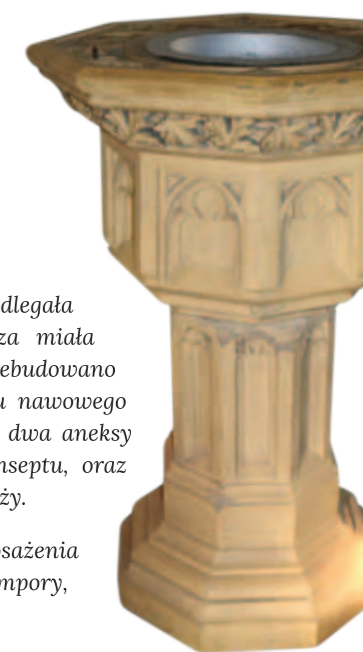 dlegała
za miała
ebudowano
u nawowego
dwa aneksy
nseptu, oraz
ży.
sażenia
mpory,